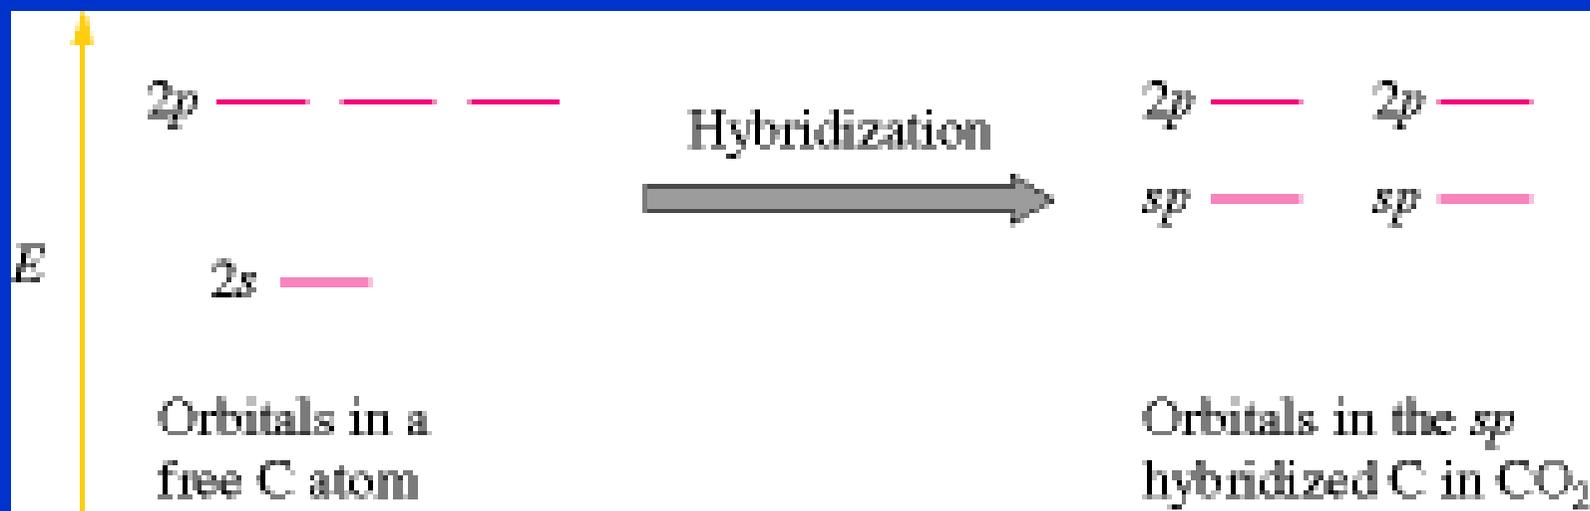 2p
Hybridization
2p 2p
sp sp
E
2s
Orbitals in a
free C atom
Orbitals in the sp
hybridized C in CO2